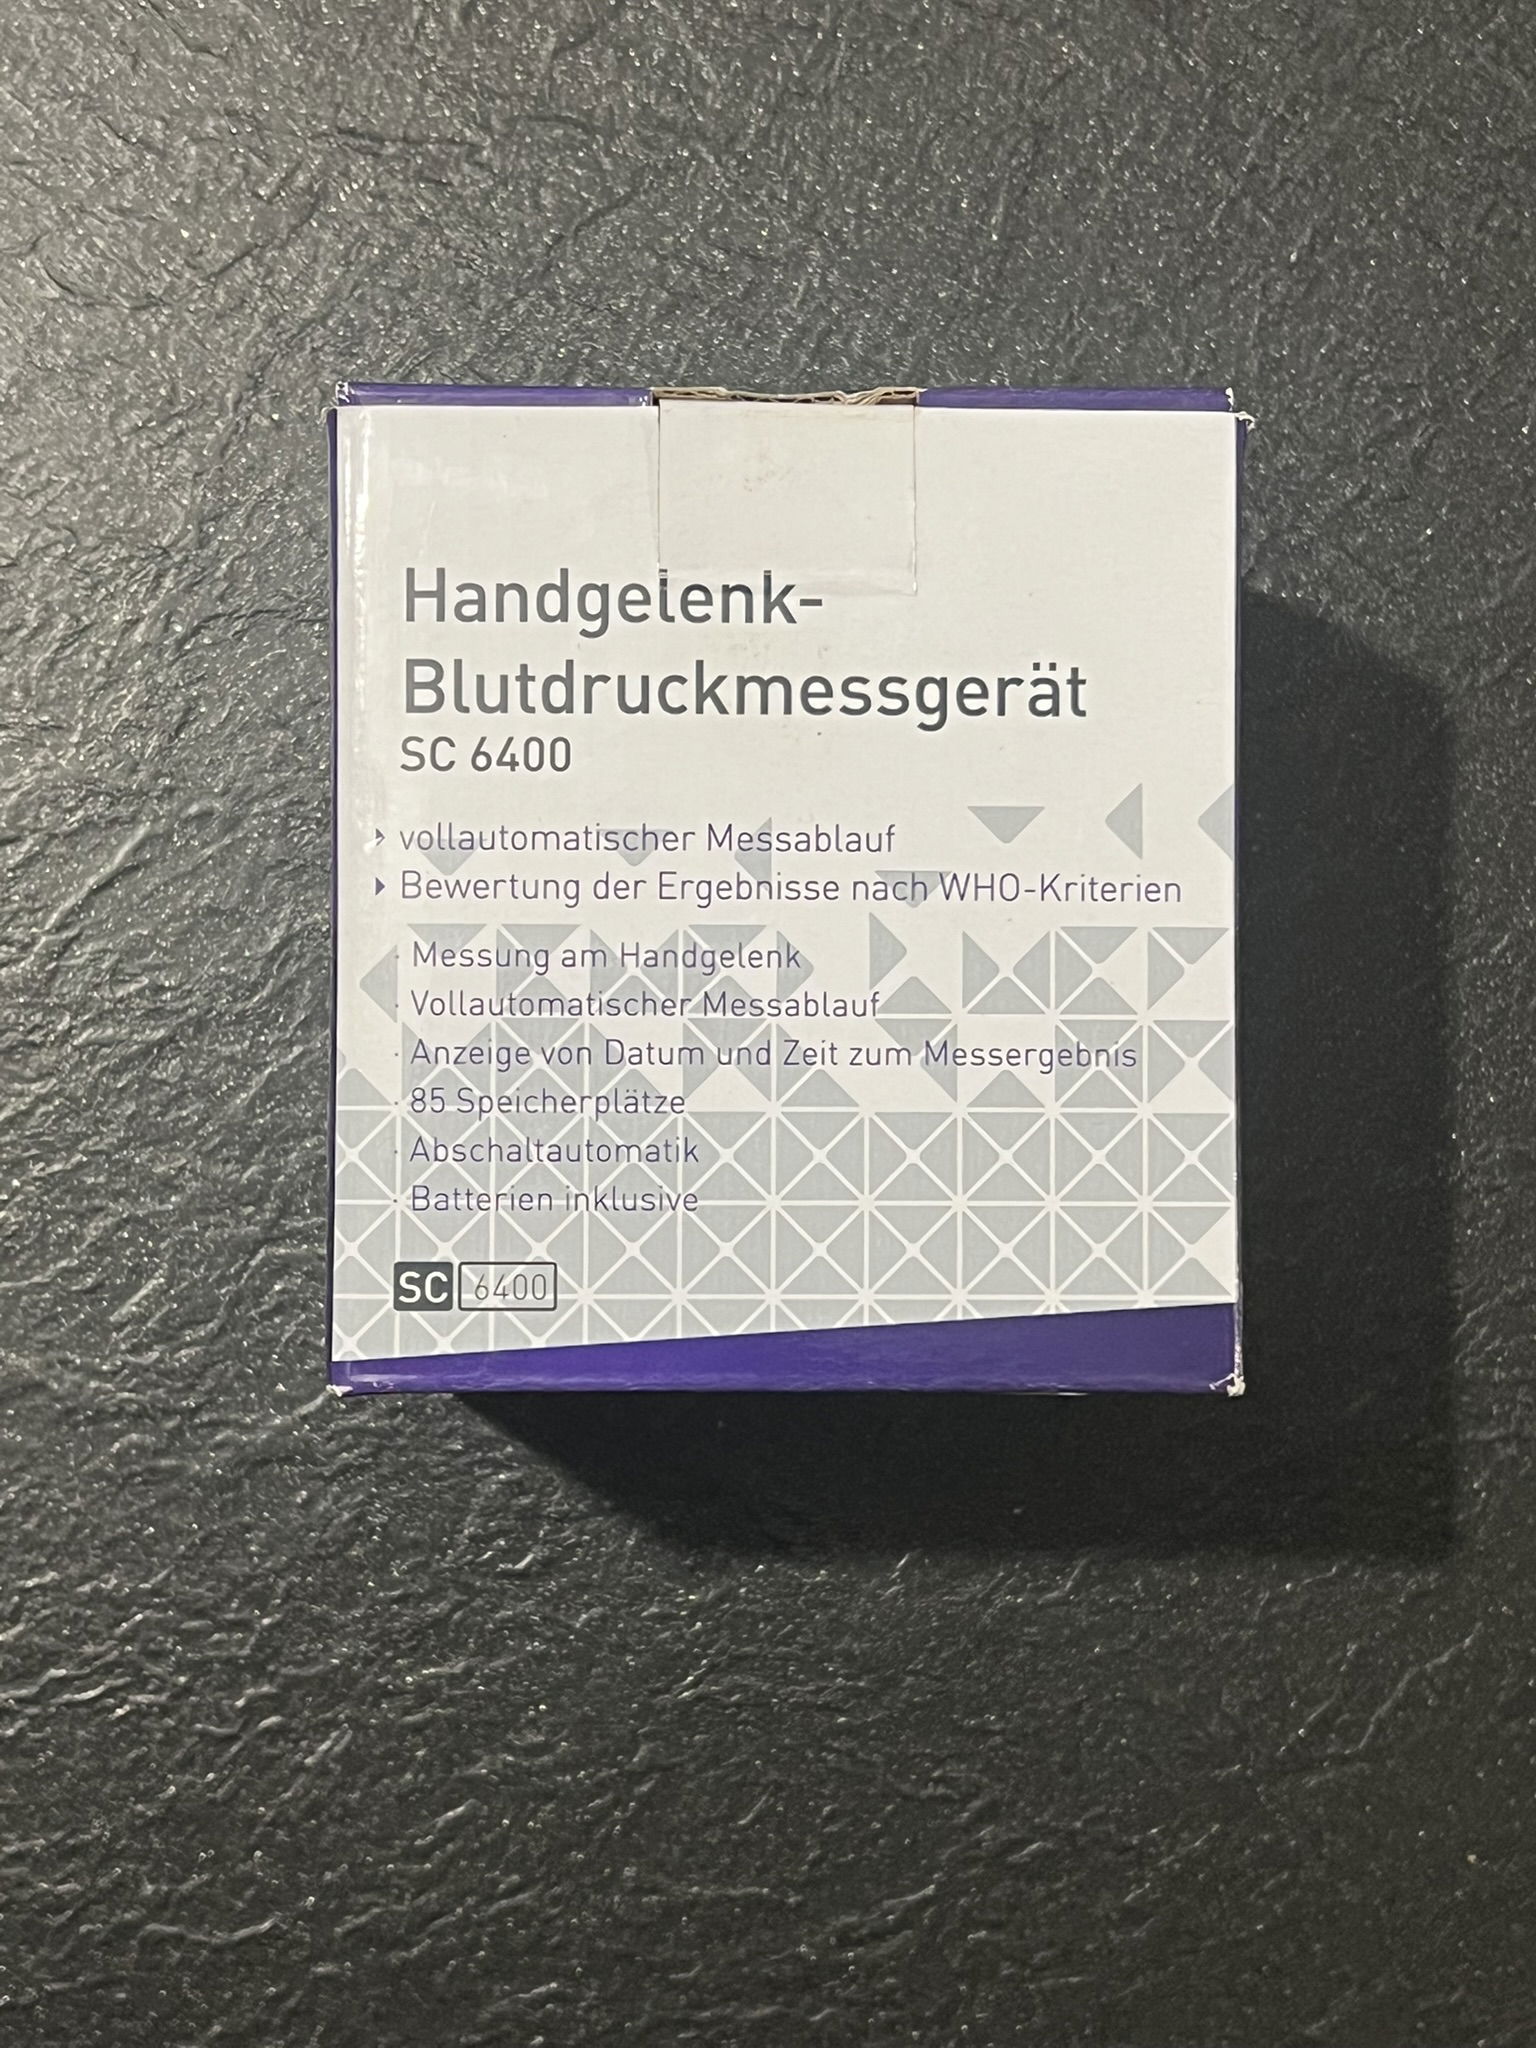 Handgelenk-
Blutdruckmessgerät
SC 6400
vollautomatischer Messablauf
Bewertung der Ergebnisse nach WHO-Kriterien
· Messung am Handgelenk
· Vollautomatischer Messablauf
· Anzeige von Datum und Zeit zum Messergebnis
· 85 Speicherplätze
· Abschaltautomatik
· Batterien inklusive
SC 6400